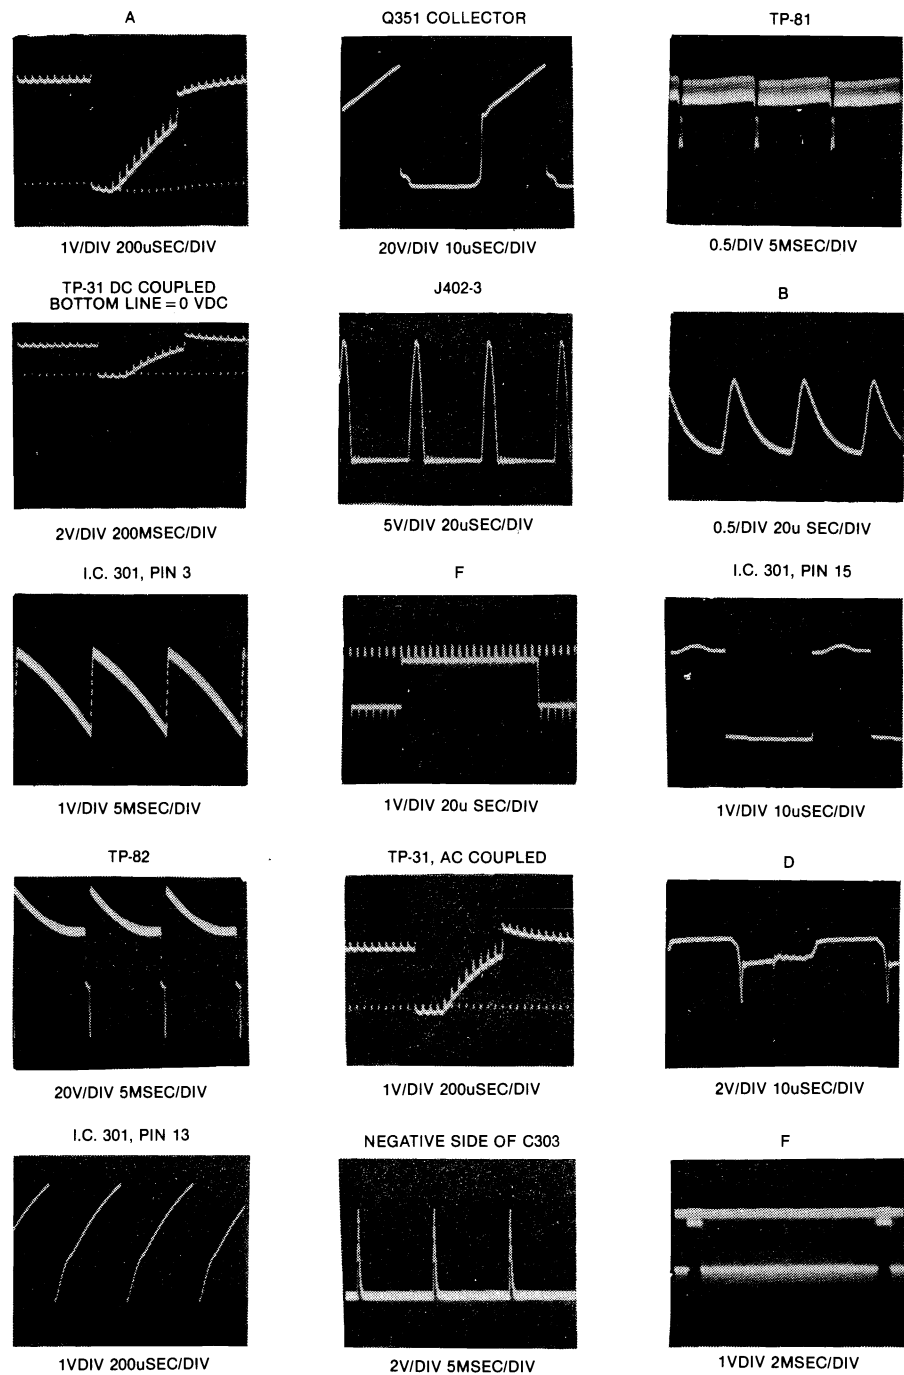 A
Q351 COLLECTOR
TP-81
1V/DIV 200uSEC/DIV
20V/DIV 10uSEC/DIV
0.5/DIV 5MSEC/DIV
TP-31 DC COUPLED
BOTTOM LINE = 0 VDC
J402-3
B
2V/DIV 200MSEC/DIV
5V/DIV 20uSEC/DIV
0.5/DIV 20u SEC/DIV
I.C. 301, PIN 3
F
I.C. 301, PIN 15
1V/DIV 5MSEC/DIV
1V/DIV 20u SEC/DIV
1V/DIV 10uSEC/DIV
TP-82
TP-31, AC COUPLED
D
20V/DIV 5MSEC/DIV
1V/DIV 200uSEC/DIV
2V/DIV 10uSEC/DIV
I.C. 301, PIN 13
NEGATIVE SIDE OF C303
F
1VDIV 200uSEC/DIV
2V/DIV 5MSEC/DIV
1VDIV 2MSEC/DIV